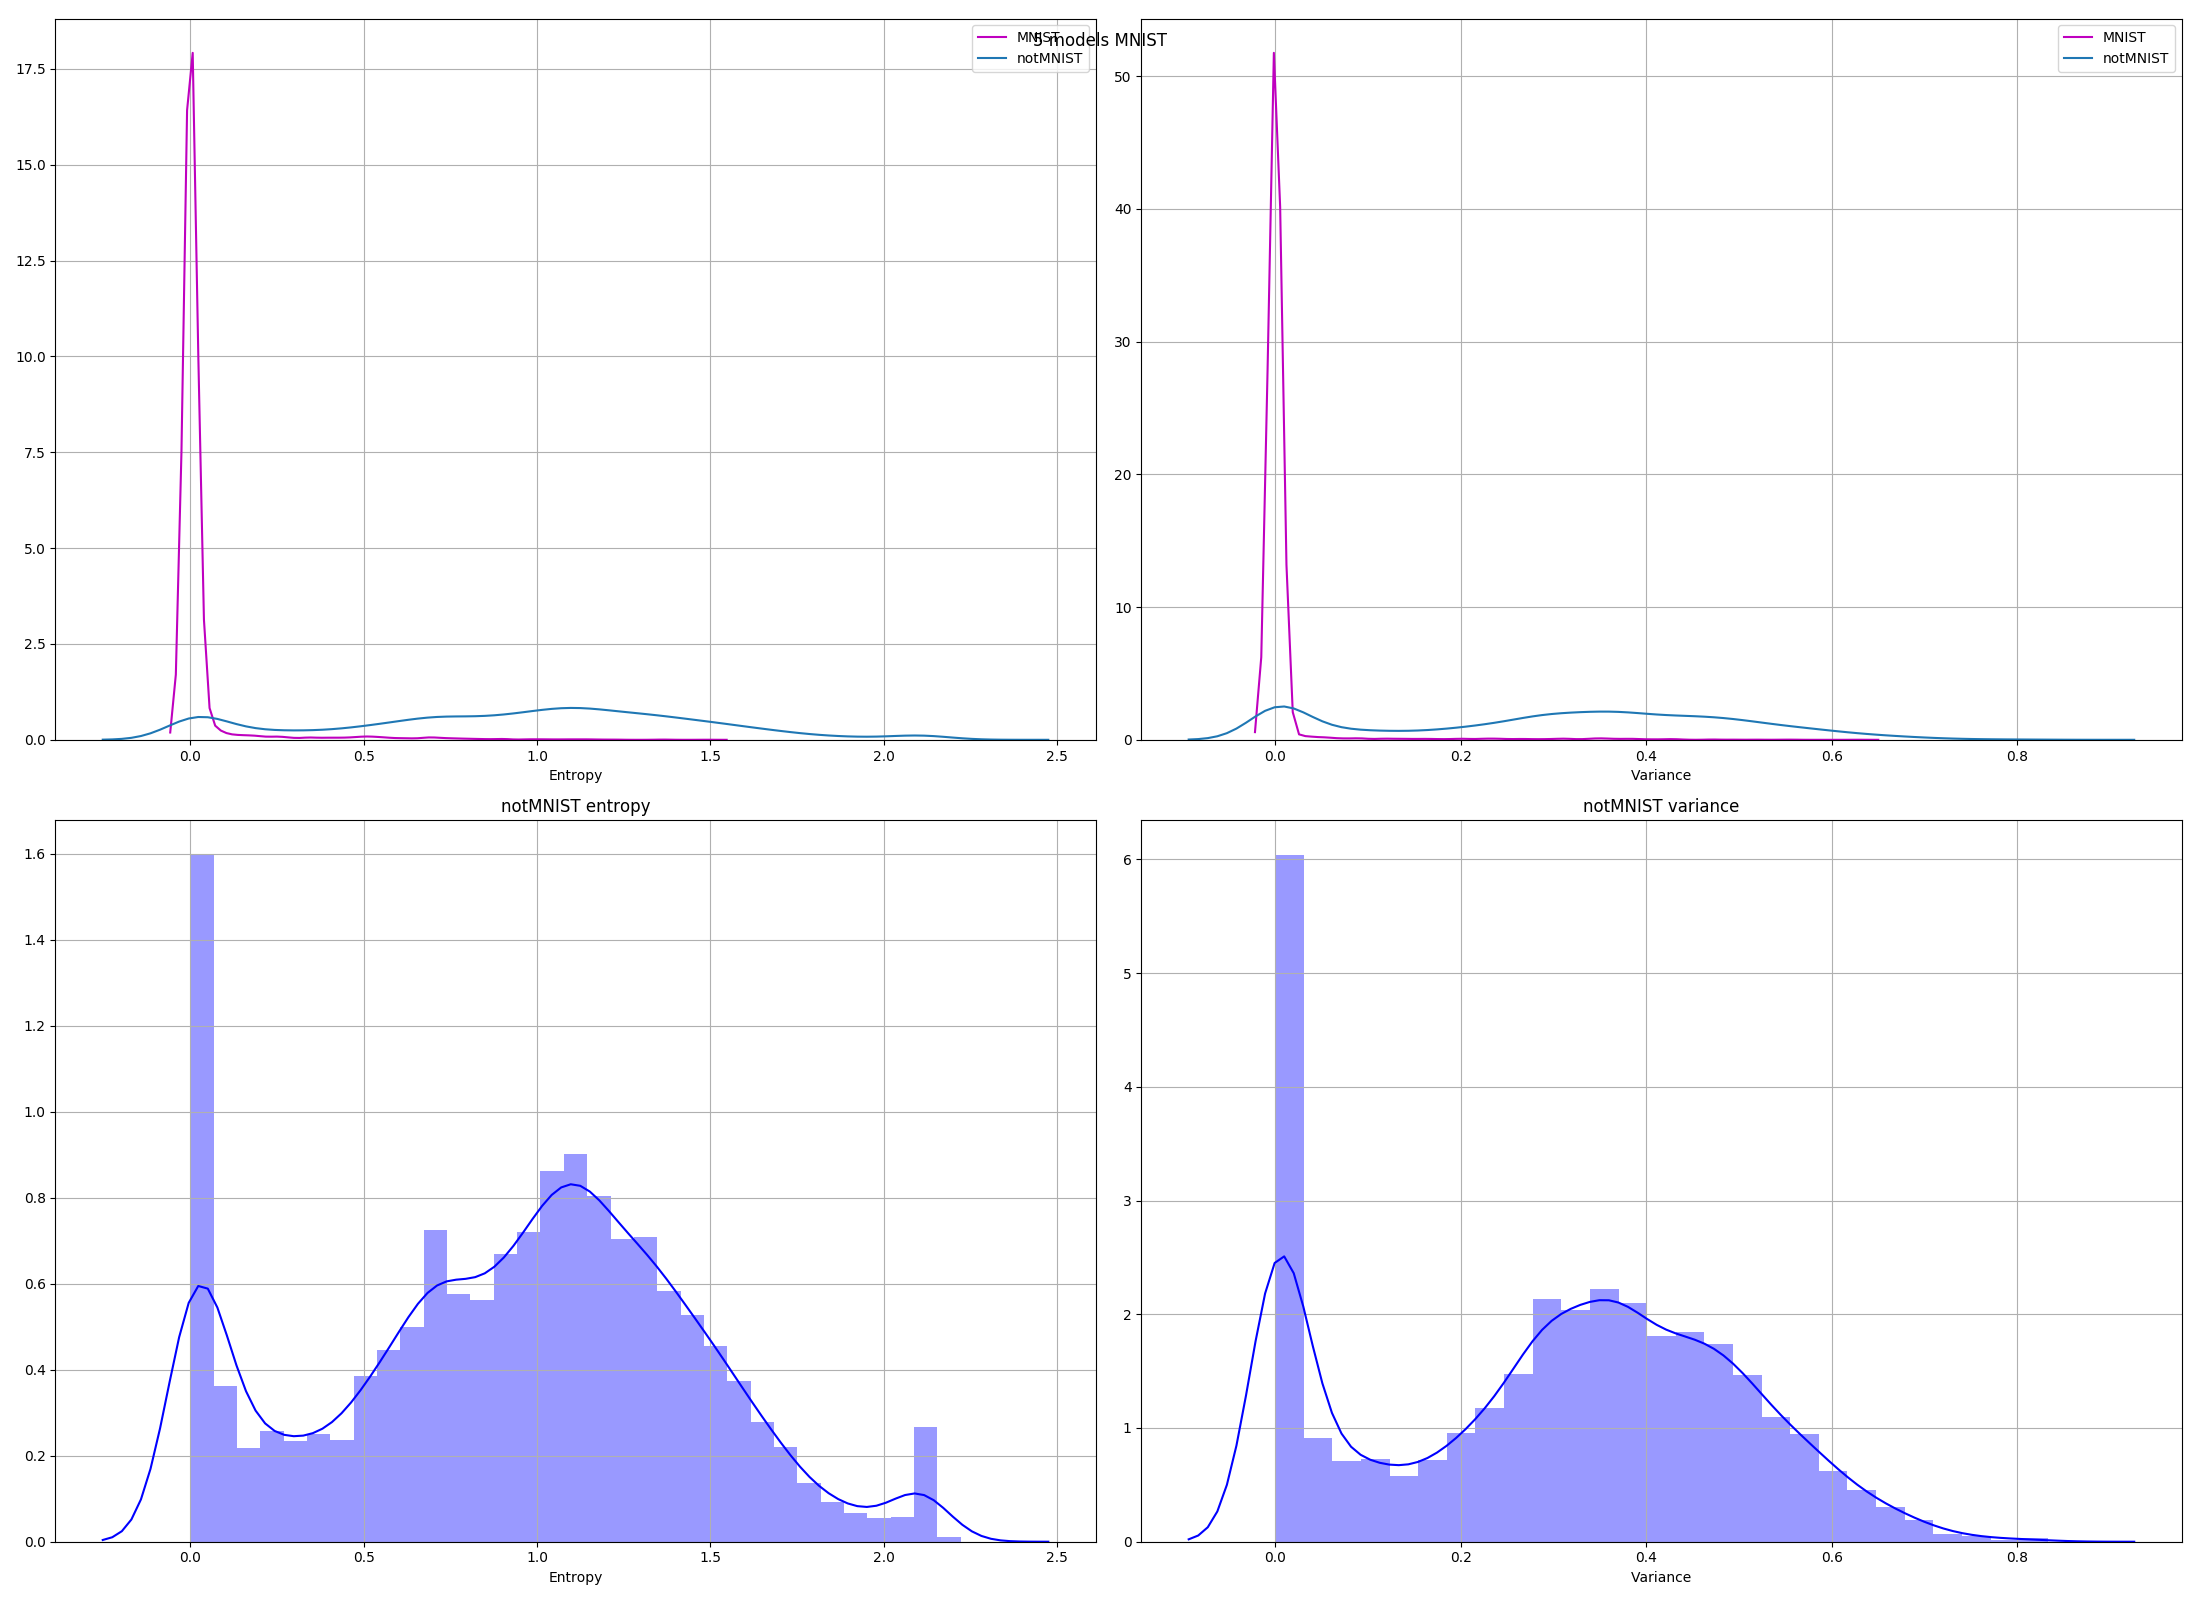 5 models MNIST
MNIST
notMNIST
17.5
15.0
12.5
10.0
7.5
5.0
2.5
0.0
0.0 0.5 1.0 1.5 2.0 2.5
Entropy
MNIST
notMNIST
50
40
30
20
10
0
0.0 0.2 0.4 0.6 0.8
Variance
notMNIST entropy
1.6
1.4
1.2
1.0
0.8
0.6
0.4
0.2
0.0
0.0 0.5 1.0 1.5 2.0 2.5
Entropy
notMNIST variance
6
5
4
3
2
1
0
0.0 0.2 0.4 0.6 0.8
Variance